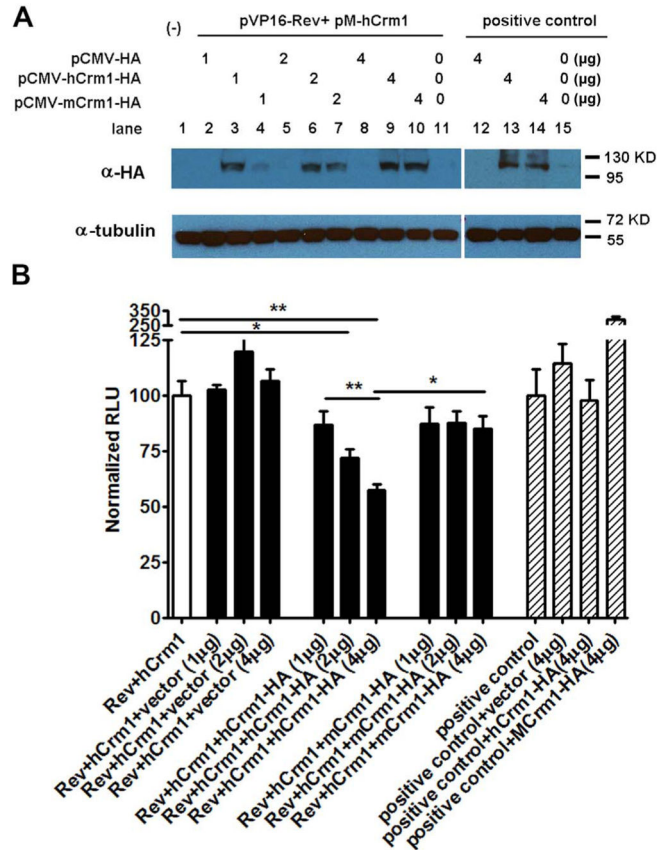 A
(-)
pVP16-Rev+ pM-hCrm1
positive control
pCMV-HA 1 2 4 0 4 0 (µg)
pCMV-hCrm1-HA 1 2 4 0 4 0 (µg)
pCMV-mCrm1-HA 1 2 4 0 4 0 (µg)
lane 1 2 3 4 5 6 7 8 9 10 11 12 13 14 15
α-HA
130 KD
95
α-tubulin
72 KD
55
B
Normalized RLU
350
250
125
100
75
50
25
0
**
*
**
*
Rev+hCrm1
Rev+hCrm1+vector (1µg)
Rev+hCrm1+vector (2µg)
Rev+hCrm1+vector (4µg)
Rev+hCrm1+hCrm1-HA (1µg)
Rev+hCrm1+hCrm1-HA (2µg)
Rev+hCrm1+hCrm1-HA (4µg)
Rev+hCrm1+mCrm1-HA (1µg)
Rev+hCrm1+mCrm1-HA (2µg)
Rev+hCrm1+mCrm1-HA (4µg)
positive control
positive control+vector (4µg)
positive control+hCrm1-HA(4µg)
positive control+MCrm1-HA(4µg)